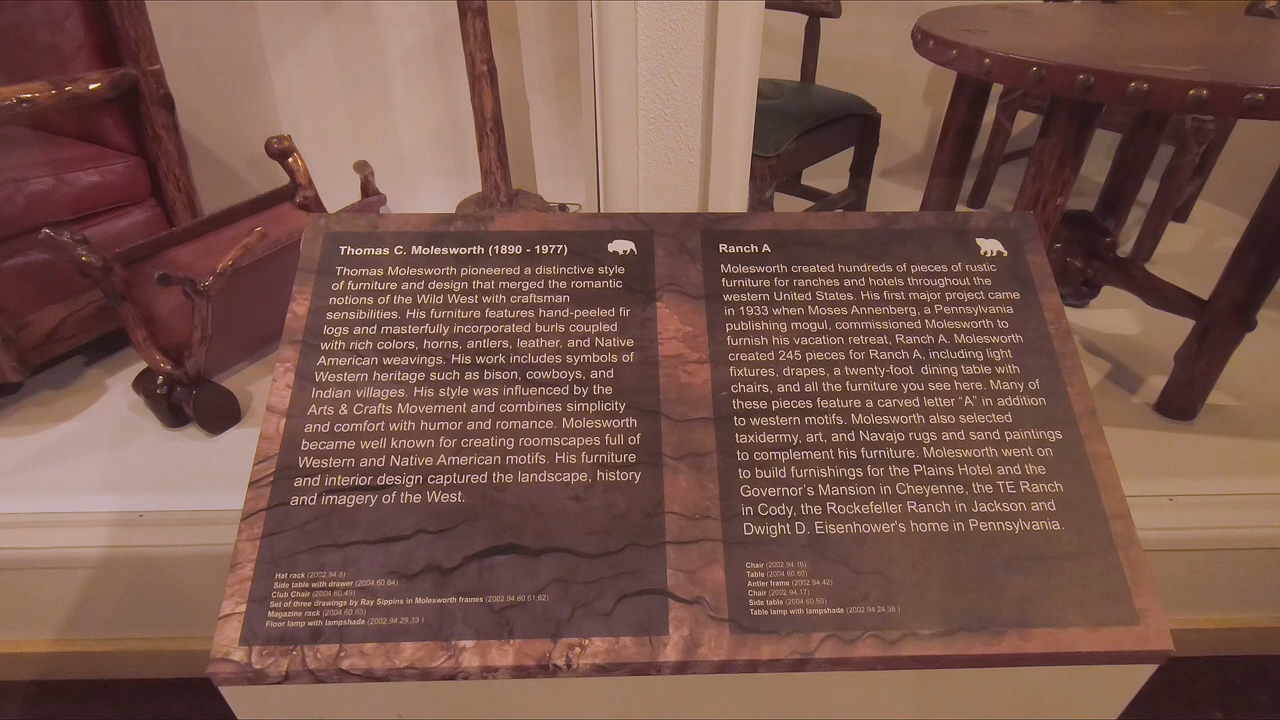 Thomas C. Molesworth (1890 - 1977)
Thomas Molesworth pioneered a distinctive style
of furniture and design that merged the romantic
notions of the Wild West with craftsman
sensibilities. His furniture features hand-peeled fir
logs and masterfully incorporated burls coupled
with rich colors, horns, antlers, leather, and Native
American weavings. His work includes symbols of
Western heritage such as bison, cowboys, and
Indian villages. His style was influenced by the
Arts & Crafts Movement and combines simplicity
and comfort with humor and romance. Molesworth
became well known for creating roomscapes full of
Western and Native American motifs. His furniture
and interior design captured the landscape, history
and imagery of the West.
Hat rack (2002.94.5)
Side table with drawer (2004.60.64)
Club Chair (2004.60.49)
Set of three drawings by Ray Sippins in Molesworth frames (2002.94.60,61,62)
Magazine rack (2004.60.63)
Floor lamp with lampshade (2002.94.29,33 )
Ranch A
Molesworth created hundreds of pieces of rustic
furniture for ranches and hotels throughout the
western United States. His first major project came
in 1933 when Moses Annenberg, a Pennsylvania
publishing mogul, commissioned Molesworth to
furnish his vacation retreat, Ranch A. Molesworth
created 245 pieces for Ranch A, including light
fixtures, drapes, a twenty-foot dining table with
chairs, and all the furniture you see here. Many of
these pieces feature a carved letter “A” in addition
to western motifs. Molesworth also selected
taxidermy, art, and Navajo rugs and sand paintings
to complement his furniture. Molesworth went on
to build furnishings for the Plains Hotel and the
Governor’s Mansion in Cheyenne, the TE Ranch
in Cody, the Rockefeller Ranch in Jackson and
Dwight D. Eisenhower’s home in Pennsylvania.
Chair (2002.94.16)
Table (2004.60.60)
Antler frame (2002.94.42)
Chair (2002.94.17)
Side table (2004.60.50)
Table lamp with lampshade (2002.94.24,36 )